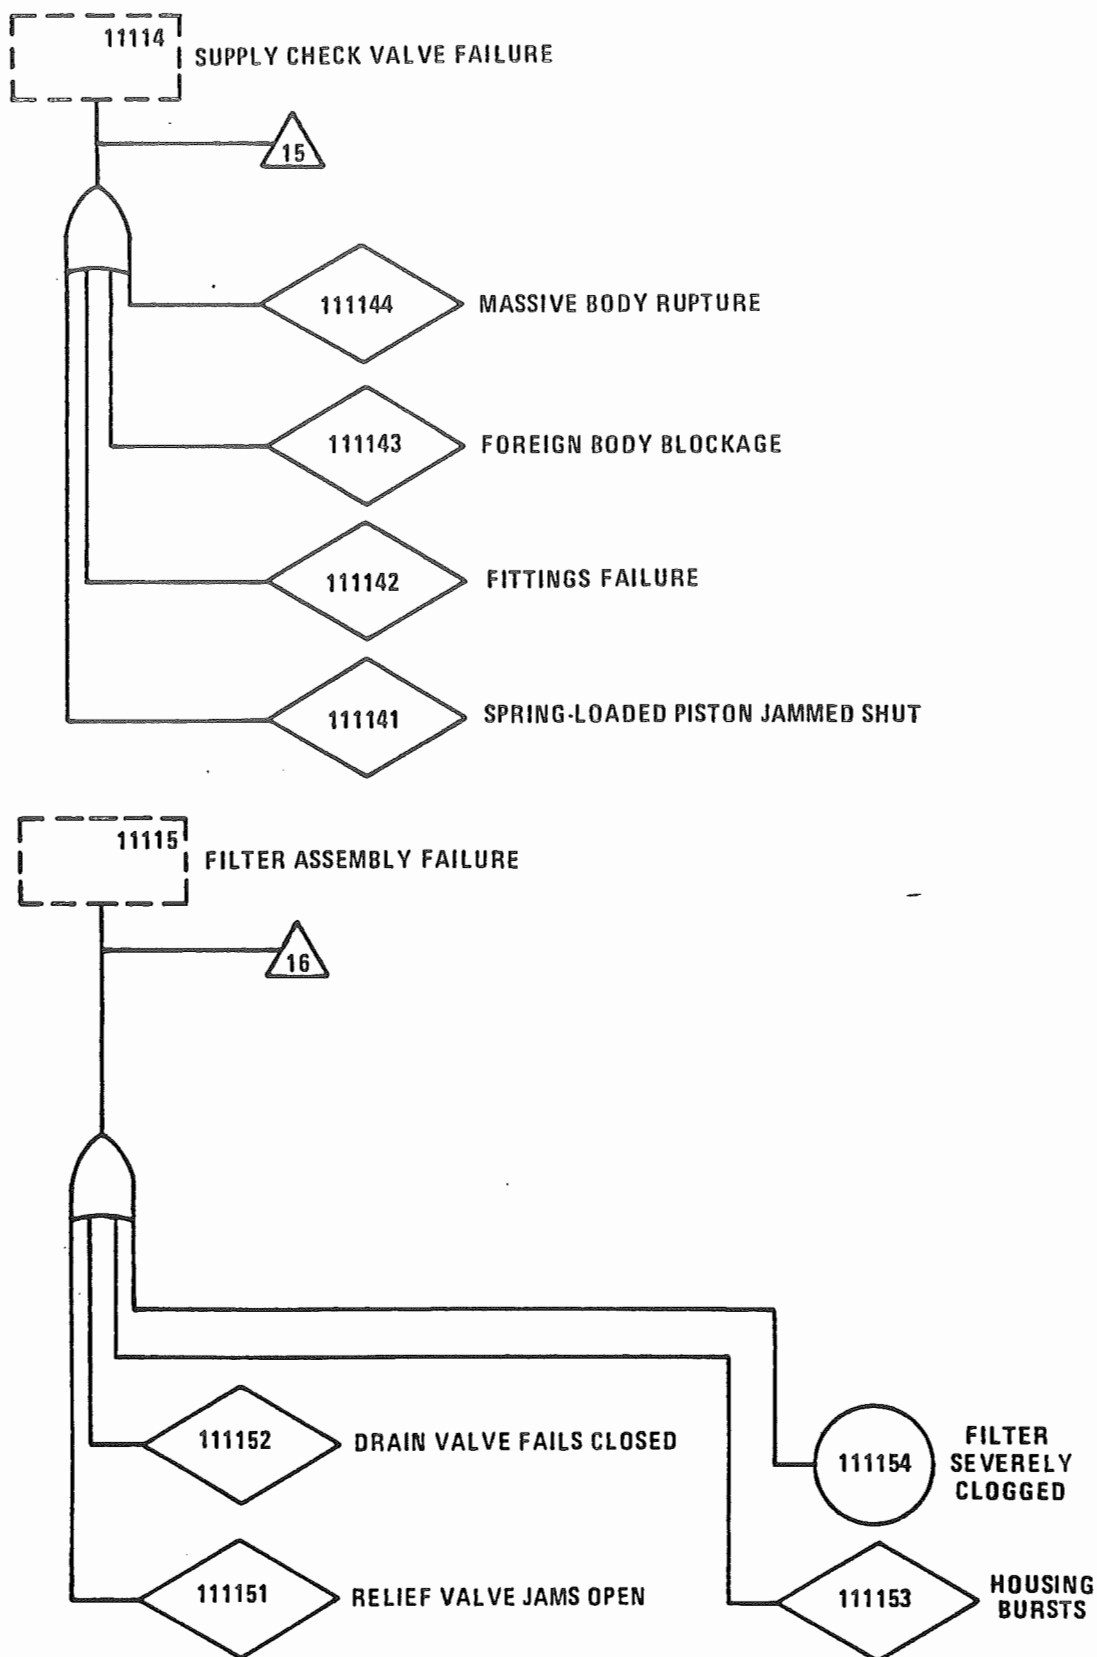 11114
SUPPLY CHECK VALVE FAILURE
15
111144
MASSIVE BODY RUPTURE
111143
FOREIGN BODY BLOCKAGE
111142
FITTINGS FAILURE
111141
SPRING-LOADED PISTON JAMMED SHUT
11115
FILTER ASSEMBLY FAILURE
16
111152
DRAIN VALVE FAILS CLOSED
111154
FILTER
SEVERELY
CLOGGED
111151
RELIEF VALVE JAMS OPEN
111153
HOUSING
BURSTS